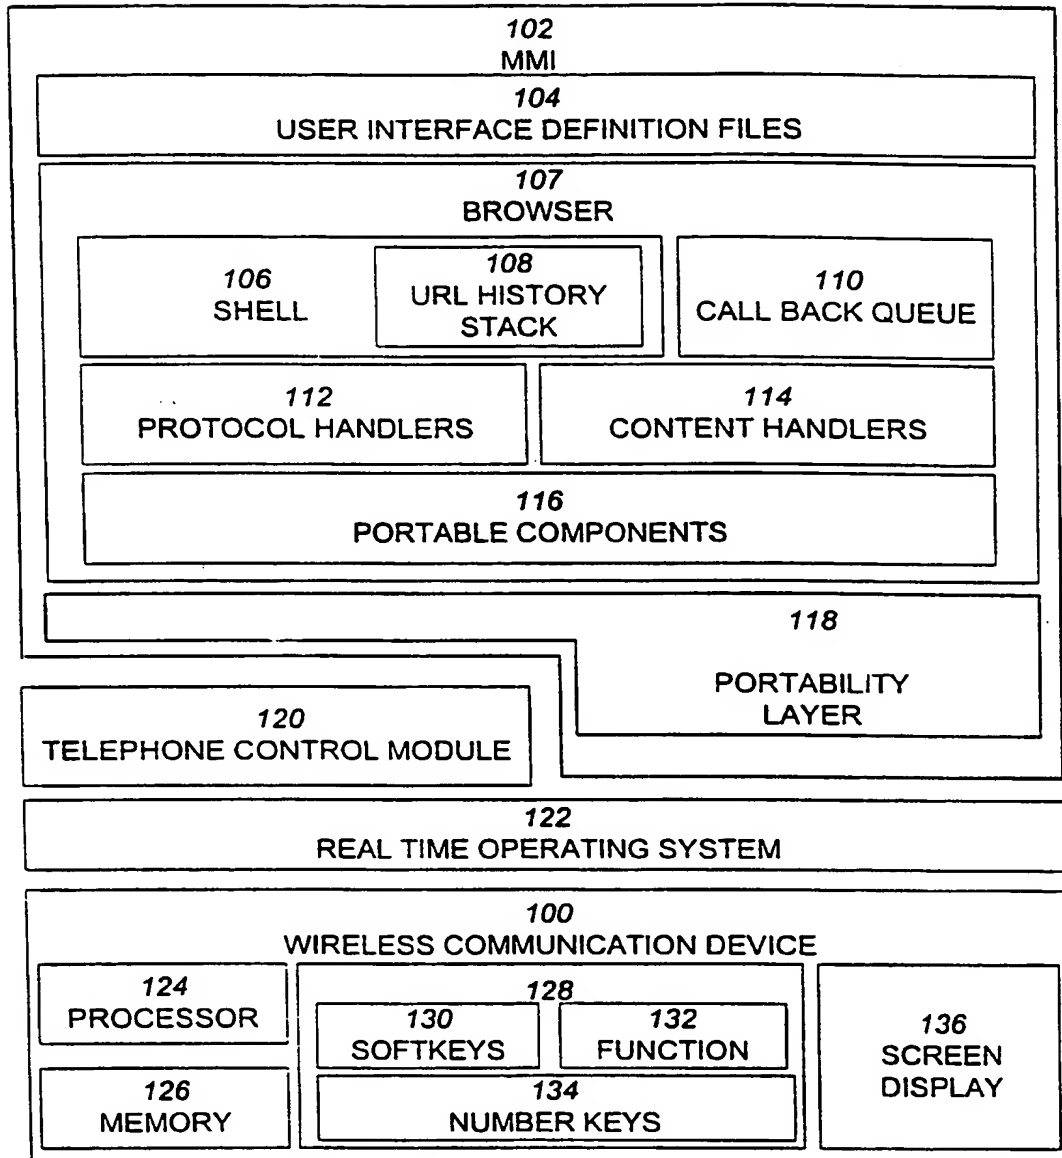 102
MMI
104
USER INTERFACE DEFINITION FILES
107
BROWSER
106
SHELL
108
URL HISTORY
STACK
110
CALL BACK QUEUE
112
PROTOCOL HANDLERS
114
CONTENT HANDLERS
116
PORTABLE COMPONENTS
118
PORTABILITY
LAYER
120
TELEPHONE CONTROL MODULE
122
REAL TIME OPERATING SYSTEM
100
WIRELESS COMMUNICATION DEVICE
124
PROCESSOR
126
MEMORY
128
130
SOFTKEYS
132
FUNCTION
134
NUMBER KEYS
136
SCREEN
DISPLAY